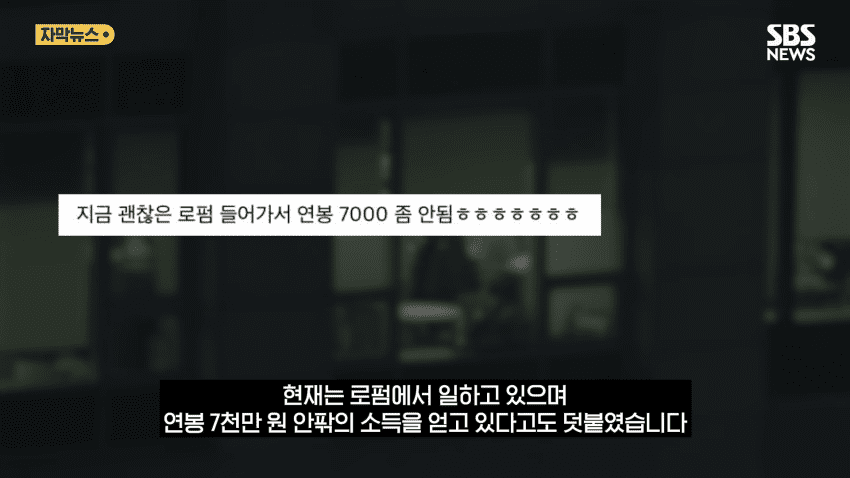 자막뉴스
SBS
NEWS
지금 괜찮은 로펌 들어가서 연봉 7000 좀 안됨ㅎㅎㅎㅎㅎㅎㅎ
현재는 로펌에서 일하고 있으며
연봉 7천만 원 안팎의 소득을 얻고 있다고도 덧붙였습니다